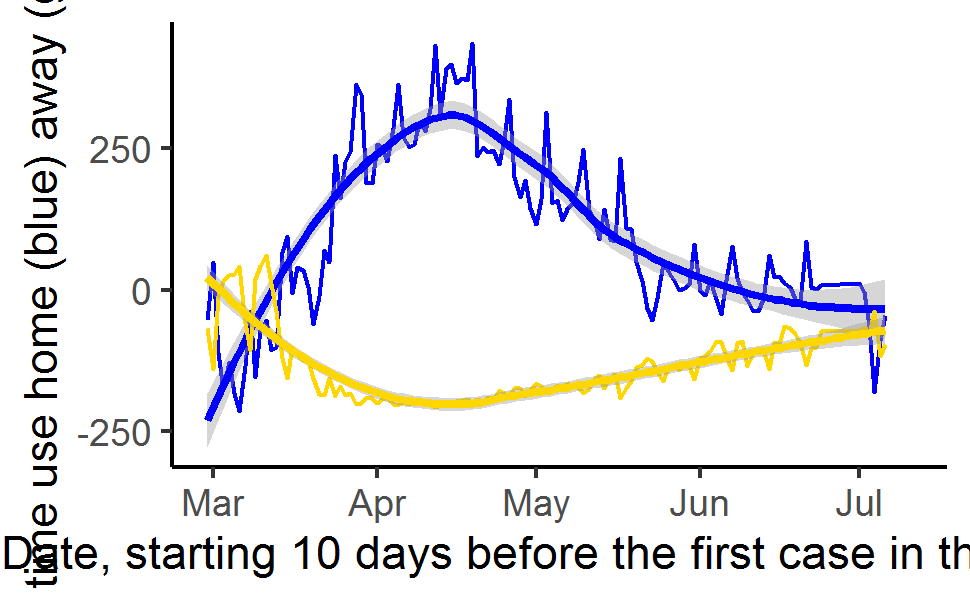 time use home (blue) away (
250
0
-250
Mar Apr May Jun Jul
Date, starting 10 days before the first case in th